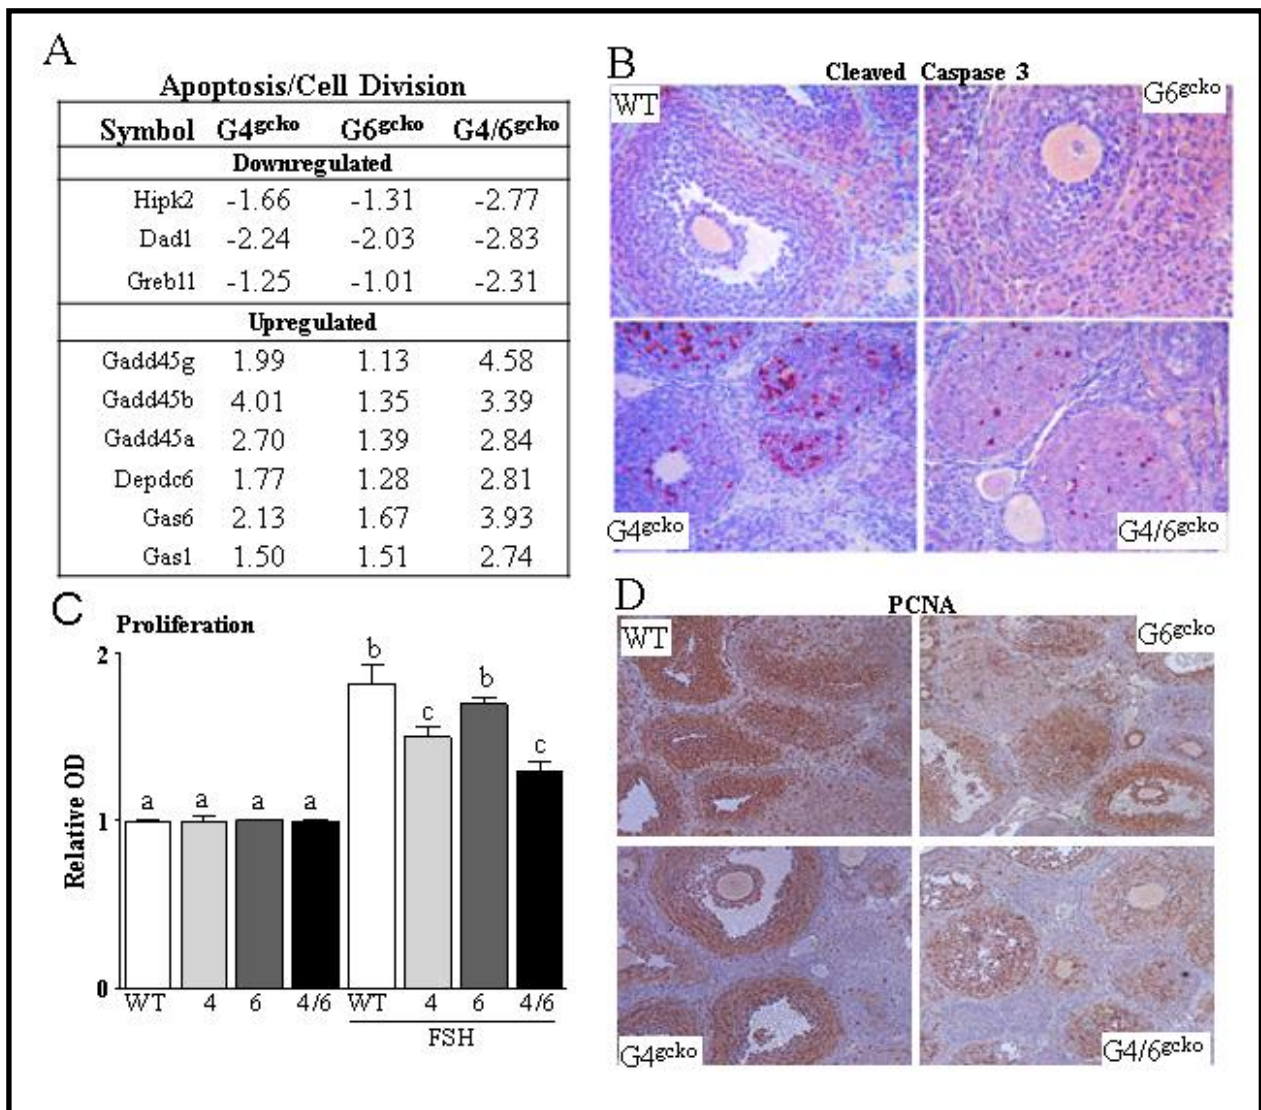 A
Apoptosis/Cell Division
Symbol G4gcko G6gcko G4/6gcko
Downregulated
Hipk2 -1.66 -1.31 -2.77
Dad1 -2.24 -2.03 -2.83
Greb1l -1.25 -1.01 -2.31
Upregulated
Gadd45g 1.99 1.13 4.58
Gadd45b 4.01 1.35 3.39
Gadd45a 2.70 1.39 2.84
Depdc6 1.77 1.28 2.81
Gas6 2.13 1.67 3.93
Gas1 1.50 1.51 2.74
B
Cleaved Caspase 3
WT
G6gcko
G4gcko
G4/6gcko
C
Proliferation
Relative OD
2
1
0
a a a a b c b c
WT 4 6 4/6 WT 4 6 4/6
FSH
D
PCNA
WT
G6gcko
G4gcko
G4/6gcko